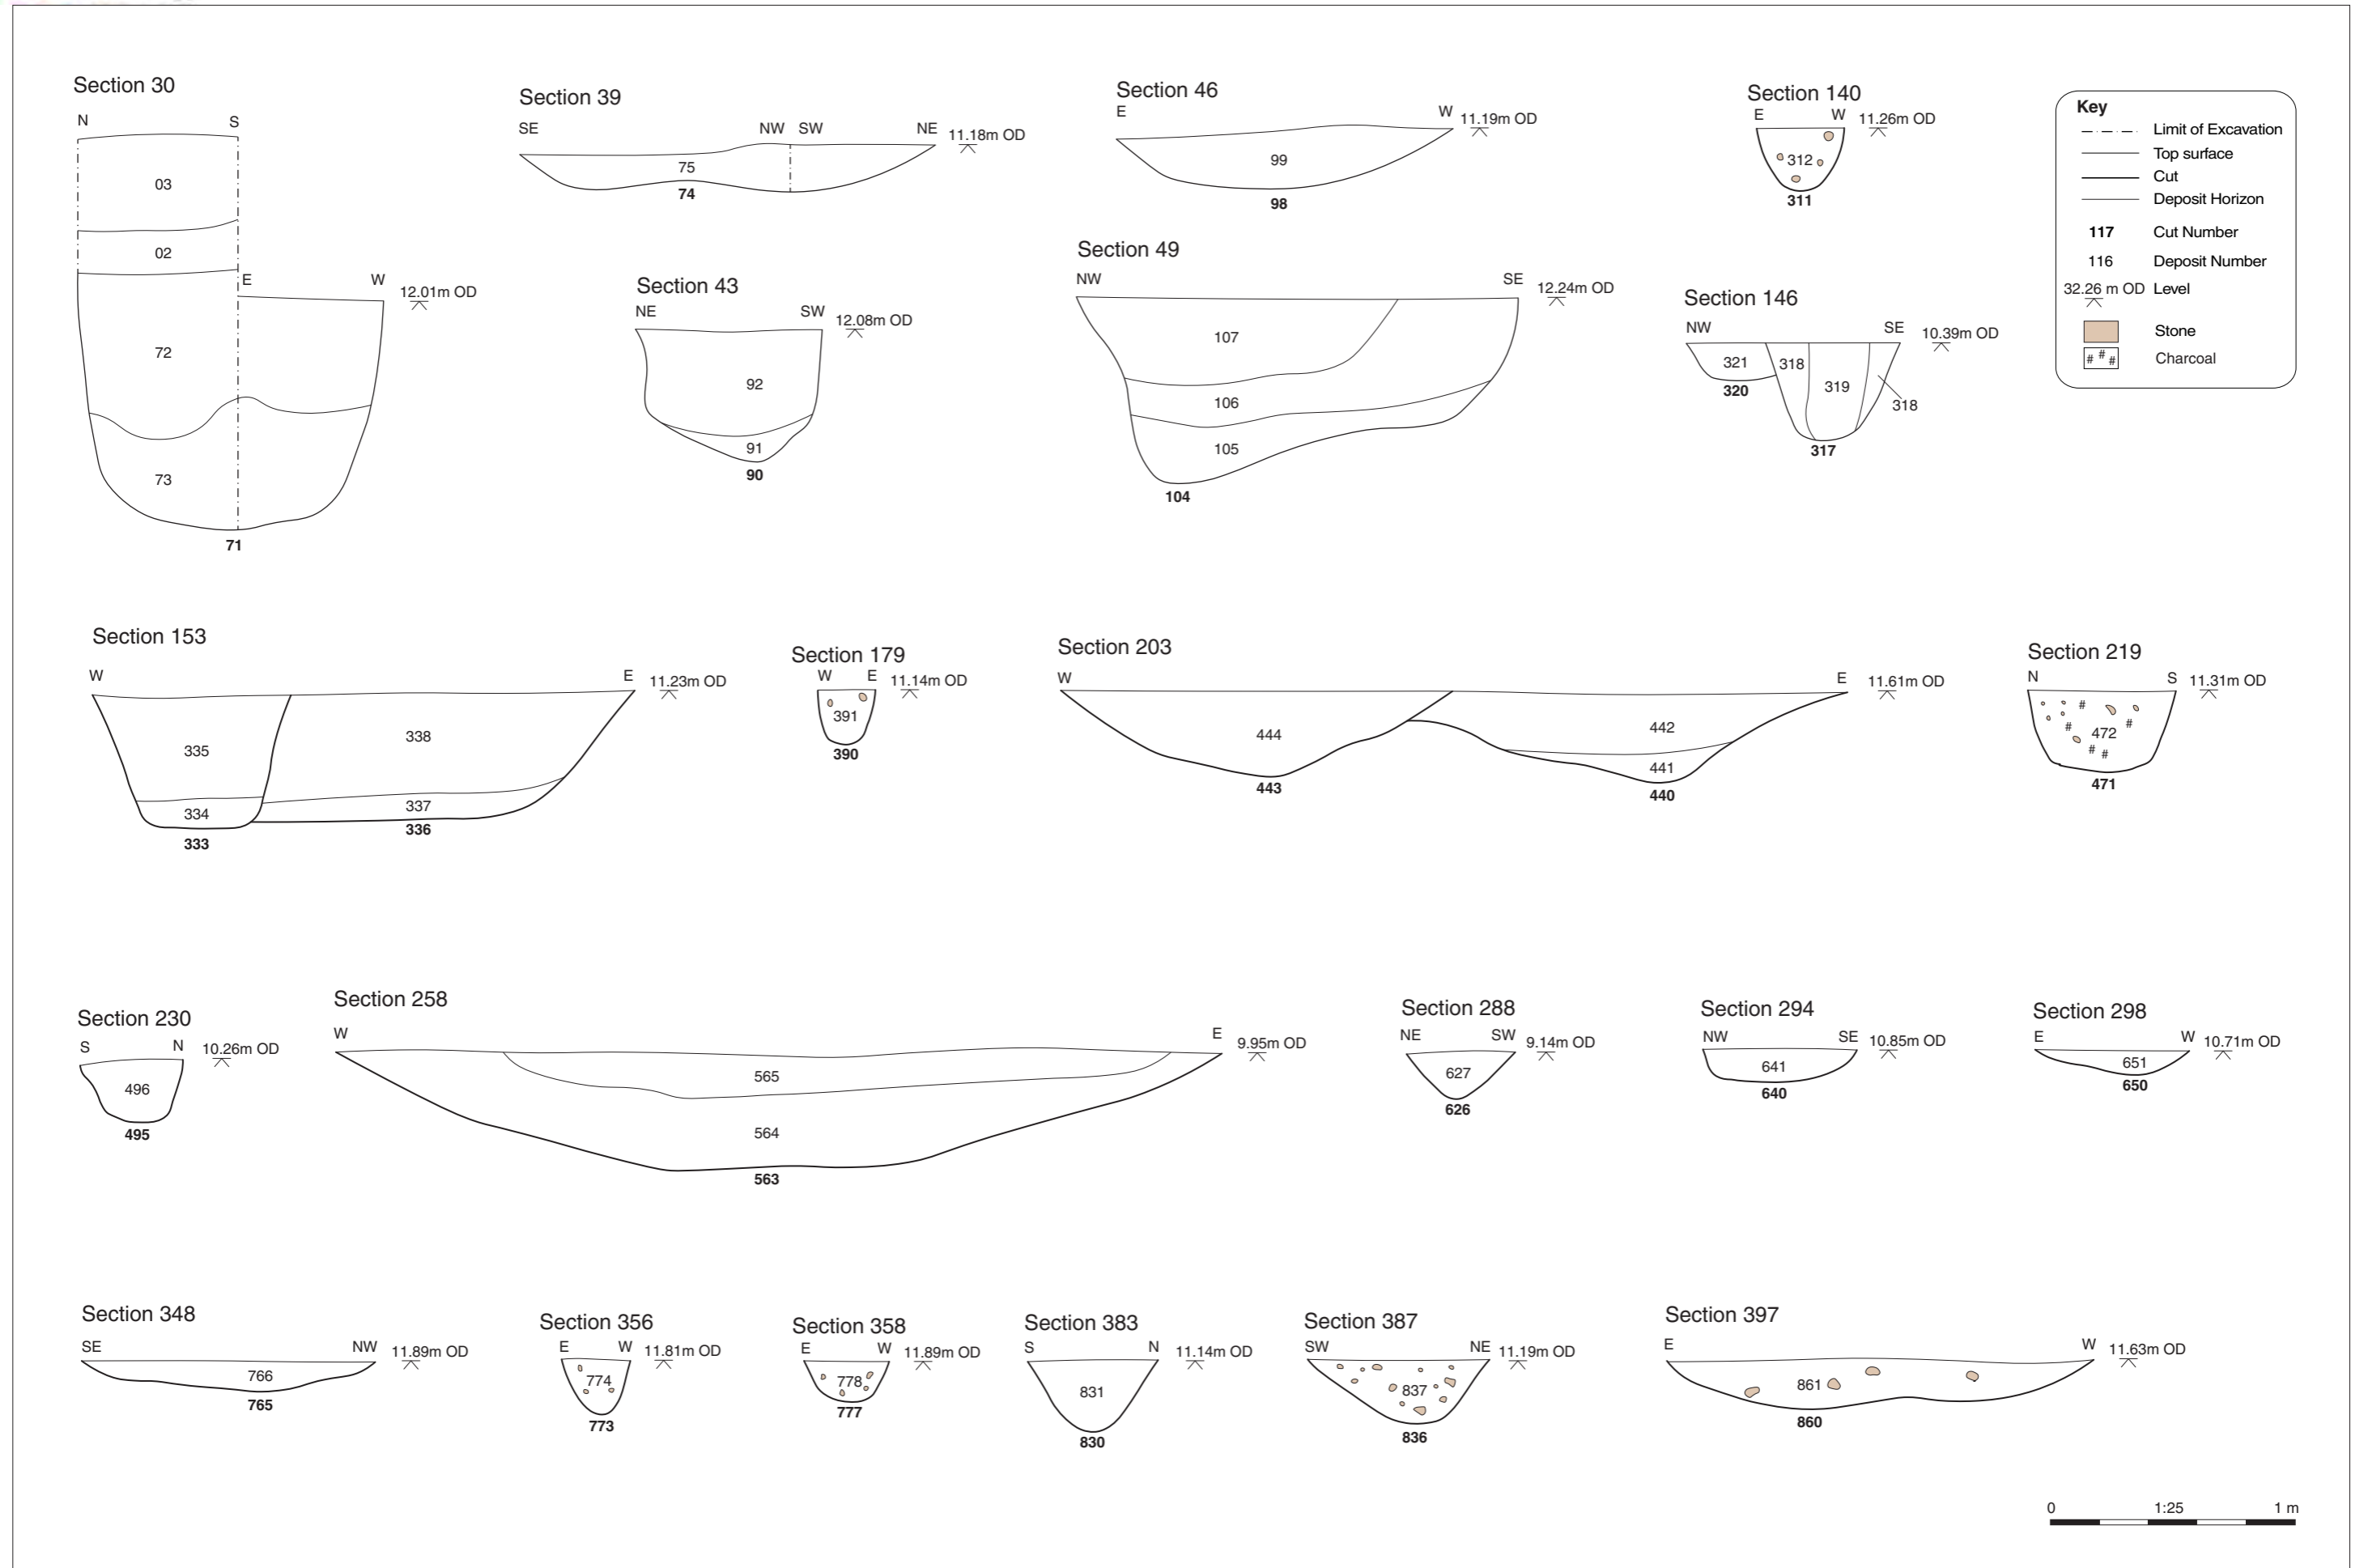 Section 30
N S
03
02
E W
12.01m OD
72
73
71
Section 39
SE NW SW NE
11.18m OD
75
74
Section 46
E W
11.19m OD
99
98
Section 140
E W
11.26m OD
312
311
Key
Limit of Excavation
Top surface
Cut
Deposit Horizon
117 Cut Number
116 Deposit Number
32.26 m OD Level
Stone
# # # Charcoal
Section 43
NE SW
12.08m OD
92
91
90
Section 49
NW SE
12.24m OD
107
106
105
104
Section 146
NW SE
10.39m OD
321 318 319
318
320
317
Section 153
W E
11.23m OD
335 338
334 337
333 336
Section 179
W E
11.14m OD
391
390
Section 203
W E
11.61m OD
444 442
441
443 440
Section 219
N S
11.31m OD
#
# #
472
# #
471
Section 230
S N
10.26m OD
496
495
Section 258
W E
9.95m OD
565
564
563
Section 288
NE SW
9.14m OD
627
626
Section 294
NW SE
10.85m OD
641
640
Section 298
E W
10.71m OD
651
650
Section 348
SE NW
11.89m OD
766
765
Section 356
E W
11.81m OD
774
773
Section 358
E W
11.89m OD
778
777
Section 383
S N
11.14m OD
831
830
Section 387
SW NE
11.19m OD
837
836
Section 397
E W
11.63m OD
861
860
0 1:25 1 m